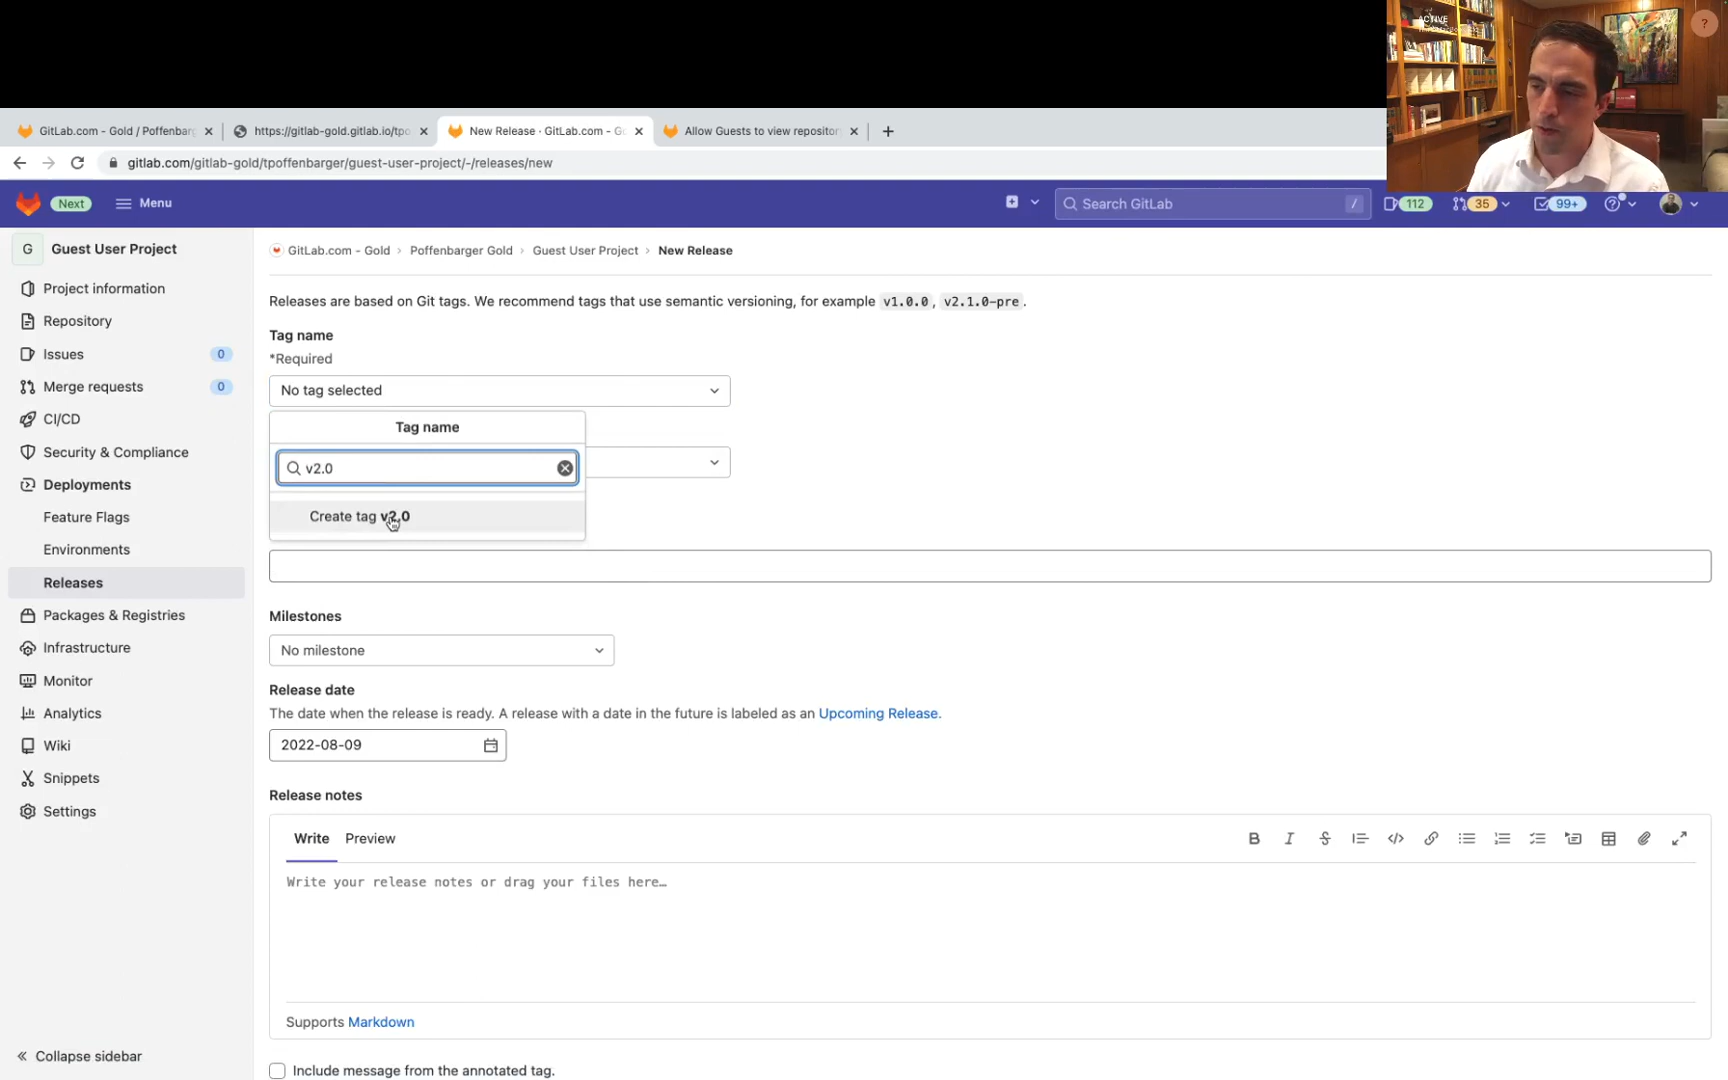 ACTIVE
?
GitLab.com - Gold / Poffenbarg
https://gitlab-gold.gitlab.io/tpo
New Release · GitLab.com - Go
Allow Guests to view repository
gitlab.com/gitlab-gold/tpoffenbarger/guest-user-project/-/releases/new
Next
Menu
Search GitLab
/
112
35
99+
G
Guest User Project
Project information
Repository
Issues
0
Merge requests
0
CI/CD
Security & Compliance
Deployments
Feature Flags
Environments
Releases
Packages & Registries
Infrastructure
Monitor
Analytics
Wiki
Snippets
Settings
Collapse sidebar
GitLab.com - Gold › Poffenbarger Gold › Guest User Project › New Release
Releases are based on Git tags. We recommend tags that use semantic versioning, for example v1.0.0, v2.1.0-pre.
Tag name
*Required
No tag selected
Tag name
v2.0
Create tag v2.0
Milestones
No milestone
Release date
The date when the release is ready. A release with a date in the future is labeled as an Upcoming Release.
2022-08-09
Release notes
Write
Preview
Write your release notes or drag your files here…
Supports Markdown
Include message from the annotated tag.